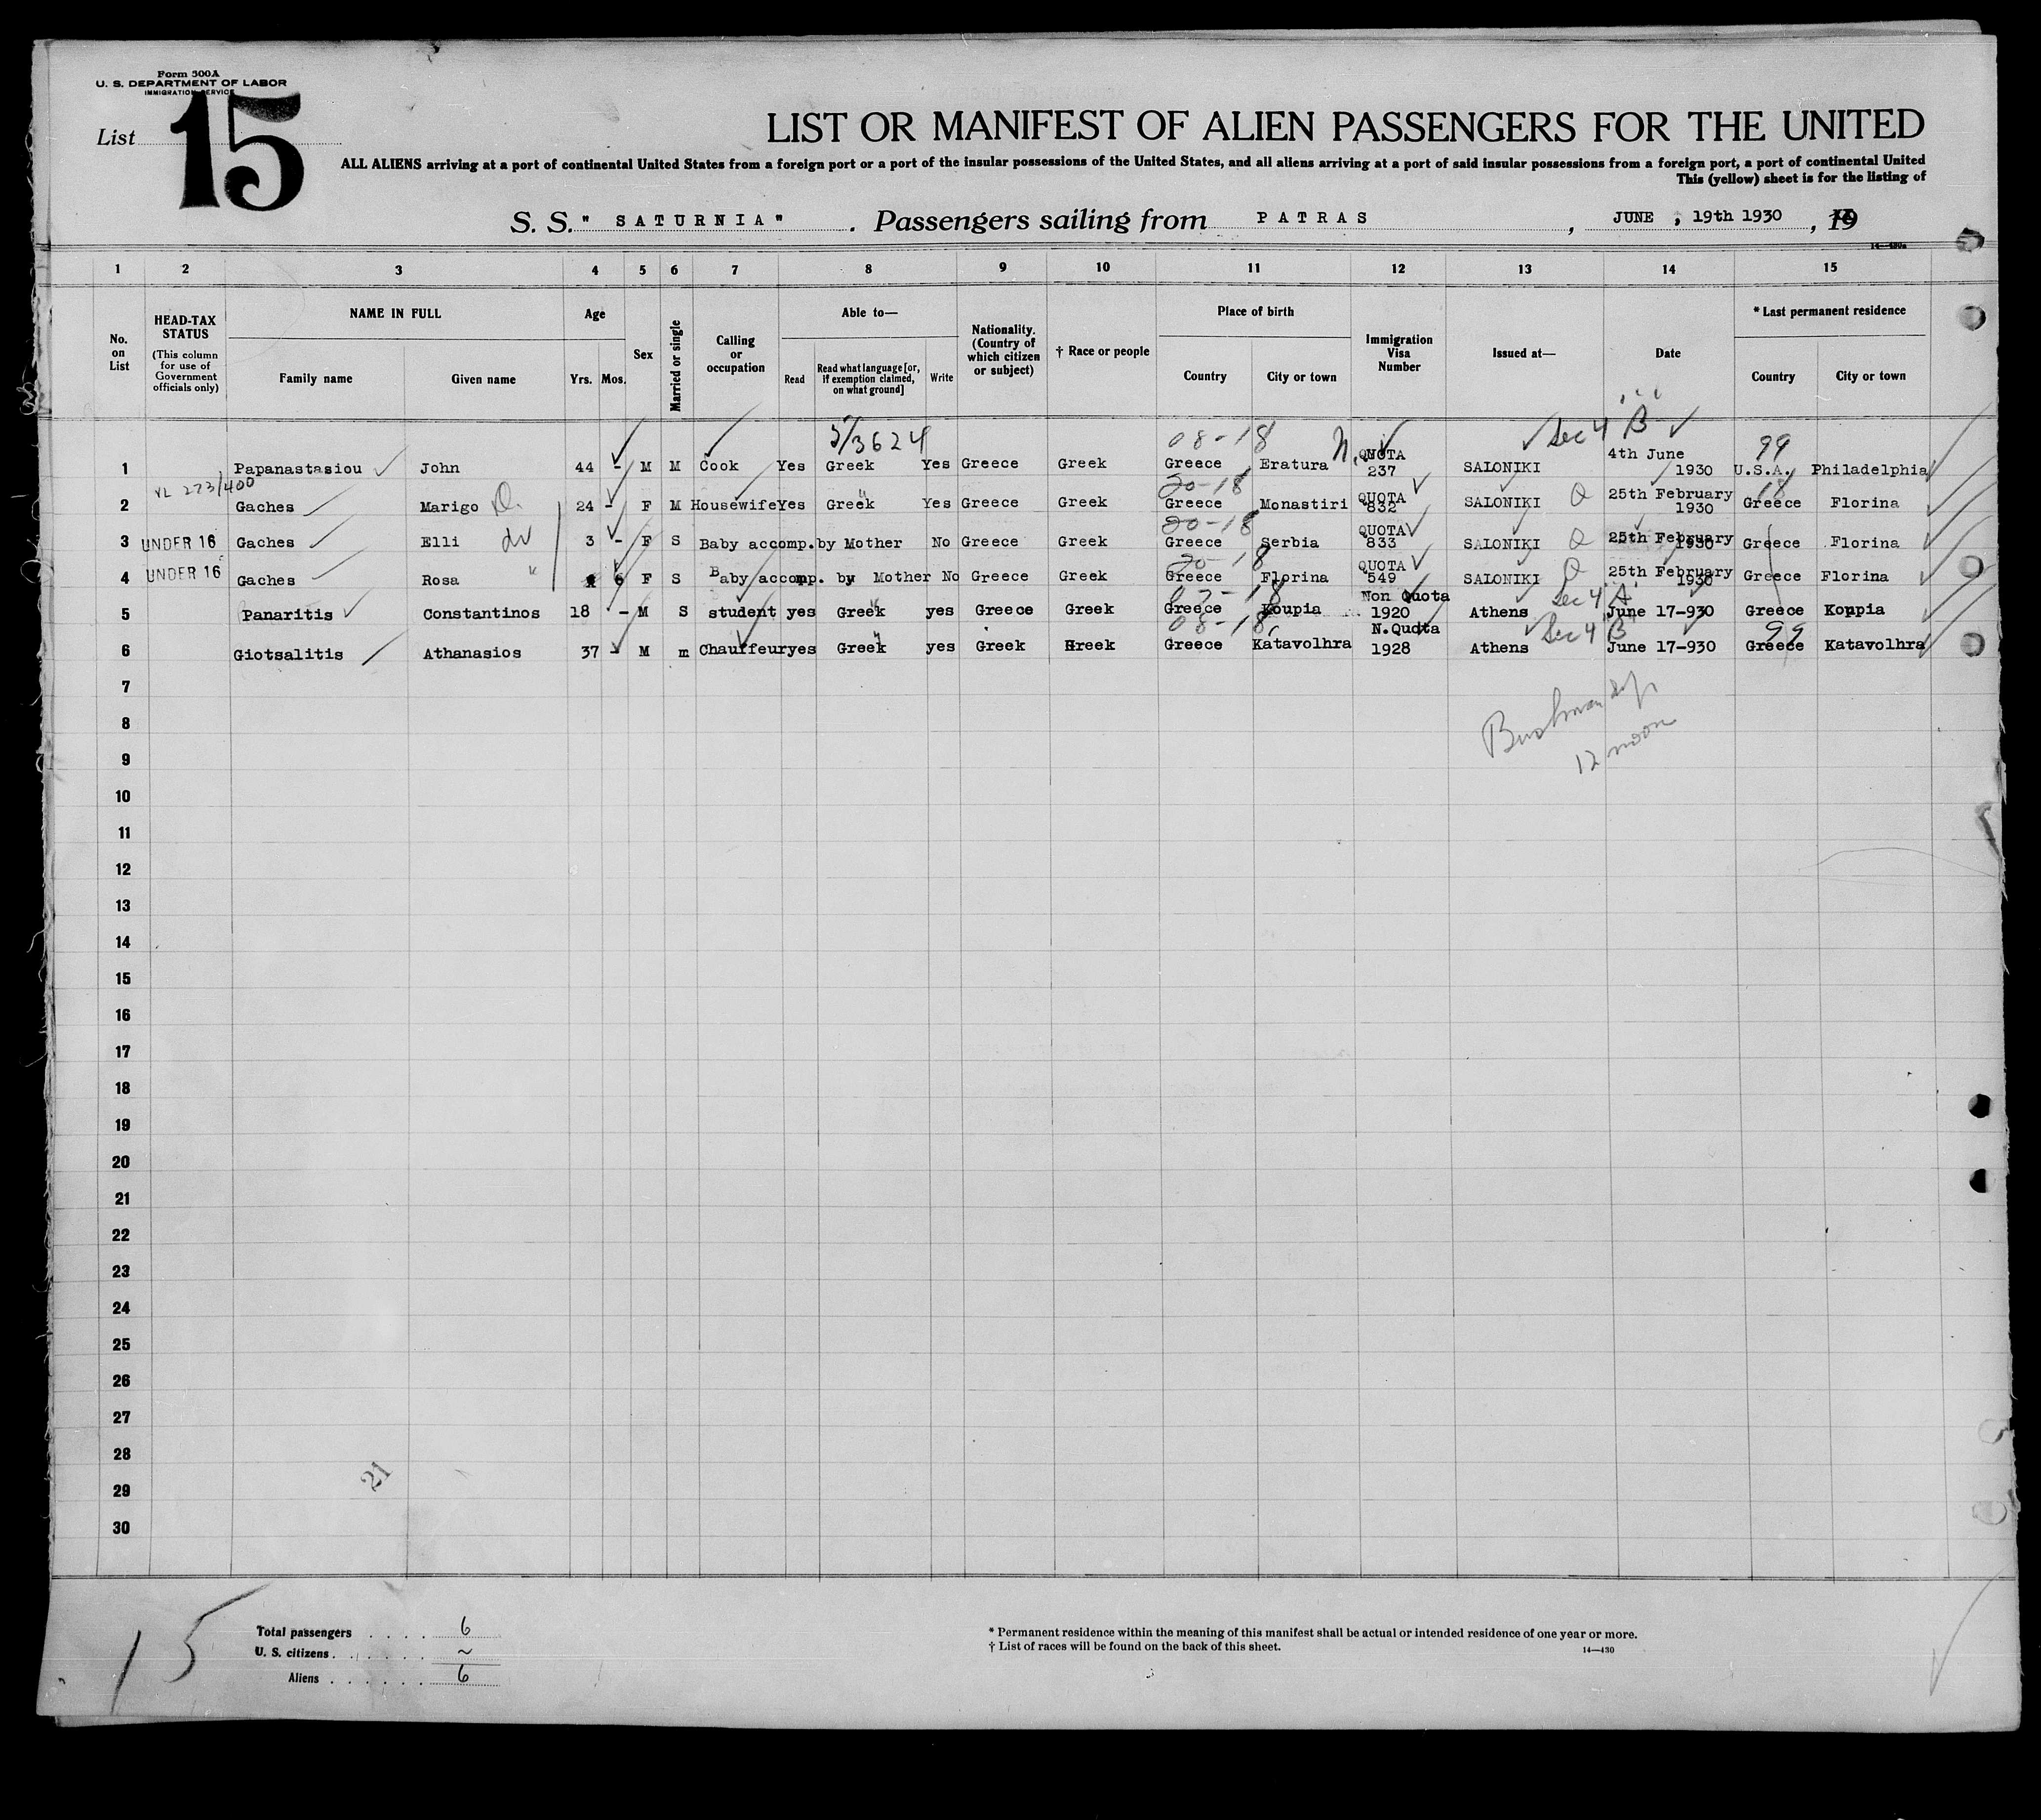 Form 500A
U. S. DEPARTMENT OF LABOR
IMMIGRATION SERVICE
List 15
LIST OR MANIFEST OF ALIEN PASSENGERS FOR THE UNITED
ALL ALIENS arriving at a port of continental United States from a foreign port or a port of the insular possessions of the United States, and all aliens arriving at a port of said insular possessions from a foreign port, a port of continental United
This (yellow) sheet is for the listing of
S. S. " SATURNIA " . Passengers sailing from PATRAS , JUNE , 19th 1930 , 19
14—430a
1 2 3 4 5 6 7 8 9 10 11 12 13 14 15
No. on List
HEAD-TAX STATUS
(This column for use of Government officials only)
NAME IN FULL
Family name Given name
Age
Yrs. Mos.
Sex
Married or single
Calling or occupation
Able to—
Read Read what language [or, if exemption claimed, on what ground] Write
Nationality. (Country of which citizen or subject)
† Race or people
Place of birth
Country City or town
Immigration Visa Number
Issued at—
Date
* Last permanent residence
Country City or town
5/3624 08-18 N. Sec 4 B 99
1 Papanastasiou John 44 - M M Cook Yes Greek Yes Greece Greek Greece Eratura QUOTA 237 SALONIKI 4th June 1930 U.S.A. Philadelphia
VL 273/400 20-18 18
2 Gaches Marigo 24 - F M Housewife Yes Greek Yes Greece Greek Greece Monastiri QUOTA 832 SALONIKI Q 25th February 1930 Greece Florina
20-18
3 UNDER 16 Gaches Elli 3 - F S Baby accomp.by Mother No Greece Greek Greece Serbia QUOTA 833 SALONIKI Q 25th February 1930 Greece Florina
20-18
4 UNDER 16 Gaches Rosa " 6 F S Baby accomp. by Mother No Greece Greek Greece Florina QUOTA 549 SALONIKI Q 25th February 1930 Greece Florina
Sec 4 "A"
5 Panaritis Constantinos 18 - M S student yes Greek yes Greece Greek Greece Koupia Non Quota 1920 Athens June 17-930 Greece Koppia
08-18 Sec 4 "B" 99
6 Giotsalitis Athanasios 37 - M m Chauffeur yes Greek yes Greek Greek Greece Katavolhra N.Quota 1928 Athens June 17-930 Greece Katavolhra
7
8
12 noon
9
10
11
12
13
14
15
16
17
18
19
20
21
22
23
24
25
26
27
28
21
29
30
15
Total passengers . . . . 6
U. S. citizens . . . . . . ~
Aliens . . . . . . 6
* Permanent residence within the meaning of this manifest shall be actual or intended residence of one year or more.
† List of races will be found on the back of this sheet.
14—430